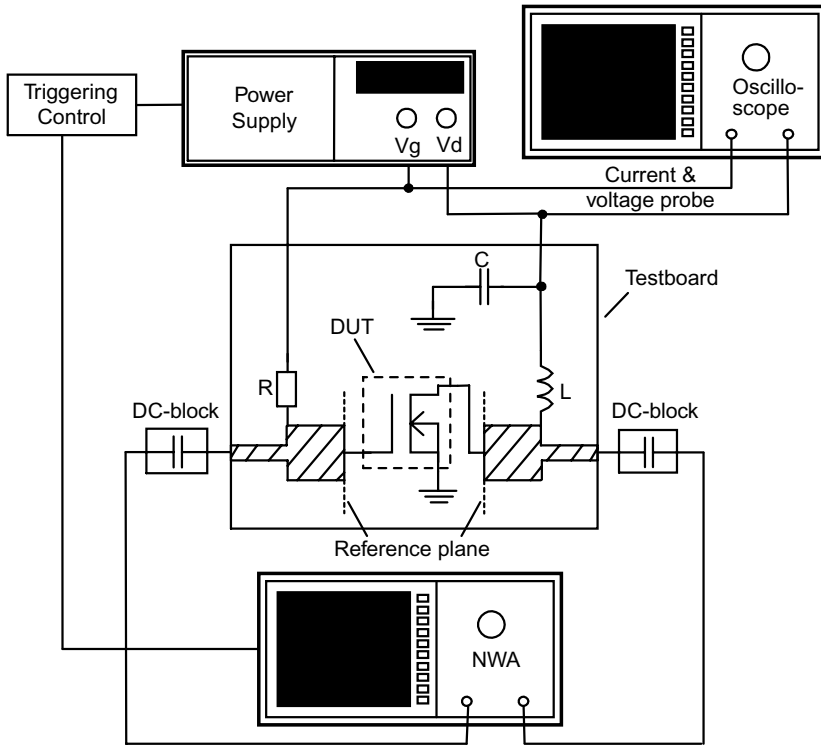 Triggering
Control
Power
Supply
Vg Vd
Oscillo-
scope
Current &
voltage probe
C
Testboard
DUT
R
L
DC-block
DC-block
Reference plane
NWA